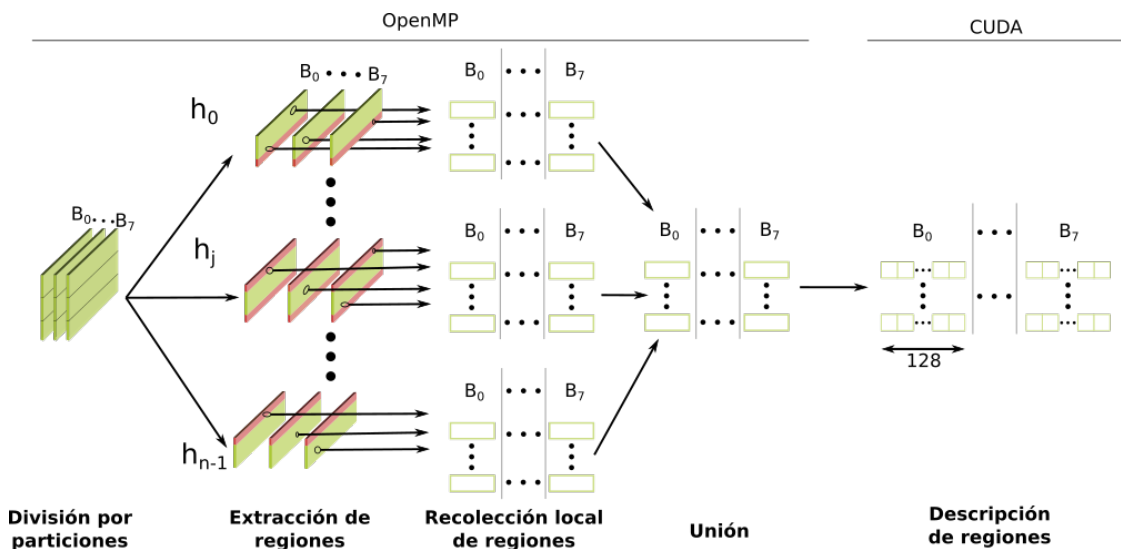 OpenMP
CUDA
B₀ • • • B₇
h₀
B₀ • • • B₇
B₀ • • • B₇
hⱼ
B₀ • • • B₇
B₀ • • • B₇
B₀ • • • B₇
hₙ₋₁
B₀ • • • B₇
128
División por
particiones
Extracción de
regiones
Recolección local
de regiones
Unión
Descripción
de regiones